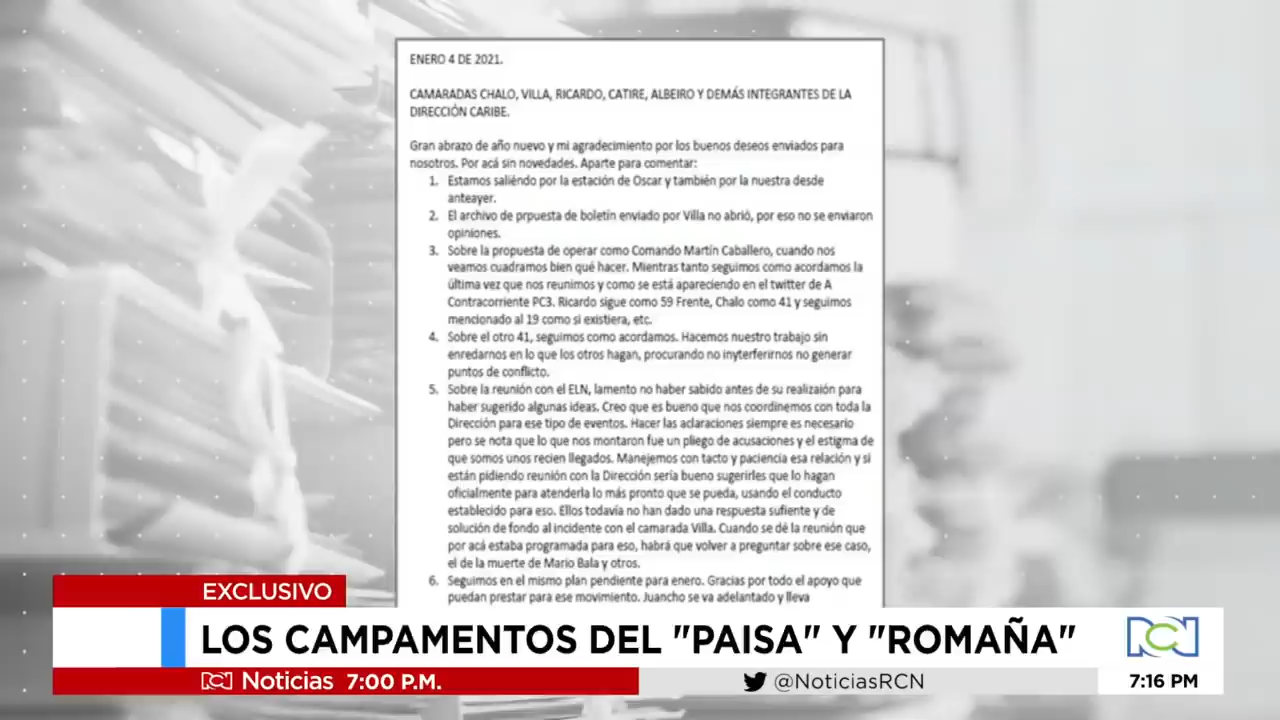 ENERO 4 DE 2021.
CAMARADAS CHALO, VILLA, RICARDO, CATIRE, ALBEIRO Y DEMÁS INTEGRANTES DE LA
DIRECCIÓN CARIBE.
Gran abrazo de año nuevo y mi agradecimiento por los buenos deseos enviados para
nosotros. Por acá sin novedades. Aparte para comentar:
1. Estamos saliéndo por la estación de Oscar y también por la nuestra desde
anteayer.
2. El archivo de prpuesta de boletín enviado por Villa no abrió, por eso no se enviaron
opiniones.
3. Sobre la propuesta de operar como Comando Martín Caballero, cuando nos
veamos cuadramos bien qué hacer. Mientras tanto seguimos como acordamos la
última vez que nos reunimos y como se está apareciendo en el twitter de A
Contracorriente PC3. Ricardo sigue como 59 Frente, Chalo como 41 y seguimos
mencionado al 19 como si existiera, etc.
4. Sobre el otro 41, seguimos como acordamos. Hacemos nuestro trabajo sin
enredarnos en lo que los otros hagan, procurando no inyterferirnos no generar
puntos de conflicto.
5. Sobre la reunión con el ELN, lamento no haber sabido antes de su realizaión para
haber sugerido algunas ideas. Creo que es bueno que nos coordinemos con toda la
Dirección para ese tipo de eventos. Hacer las aclaraciones siempre es necesario
pero se nota que lo que nos montaron fue un pliego de acusaciones y el estigma de
que somos unos recien llegados. Manejemos con tacto y paciencia esa relación y si
están pidiendo reunión con la Dirección sería bueno sugerirles que lo hagan
oficialmente para atenderla lo más pronto que se pueda, usando el conducto
establecido para eso. Ellos todavía no han dado una respuesta sufiente y de
solución de fondo al incidente con el camarada Villa. Cuando se dé la reunión que
por acá estaba programada para eso, habrá que volver a preguntar sobre ese caso,
el de la muerte de Mario Bala y otros.
6. Seguimos en el mismo plan pendiente para enero. Gracias por todo el apoyo que
puedan prestar para ese movimiento. Juancho se va adelantado y lleva
EXCLUSIVO
LOS CAMPAMENTOS DEL "PAISA" Y "ROMAÑA"
RCN
RCN Noticias 7:00 P.M.
@NoticiasRCN
7:16 PM